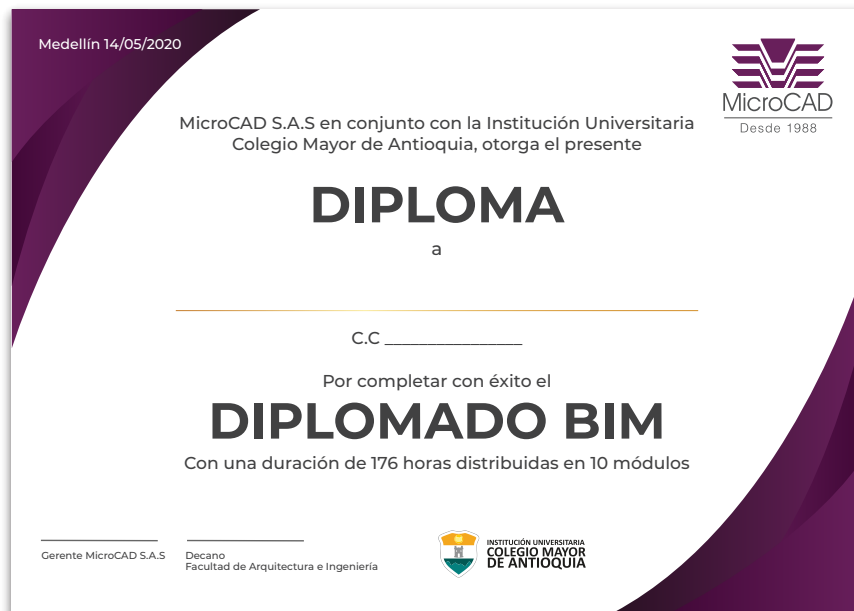 Medellín 14/05/2020
MicroCAD
Desde 1988
MicroCAD S.A.S en conjunto con la Institución Universitaria
Colegio Mayor de Antioquia, otorga el presente
DIPLOMA
a
C.C ________________
Por completar con éxito el
DIPLOMADO BIM
Con una duración de 176 horas distribuidas en 10 módulos
Gerente MicroCAD S.A.S
Decano
Facultad de Arquitectura e Ingeniería
INSTITUCIÓN UNIVERSITARIA
COLEGIO MAYOR
DE ANTIOQUIA